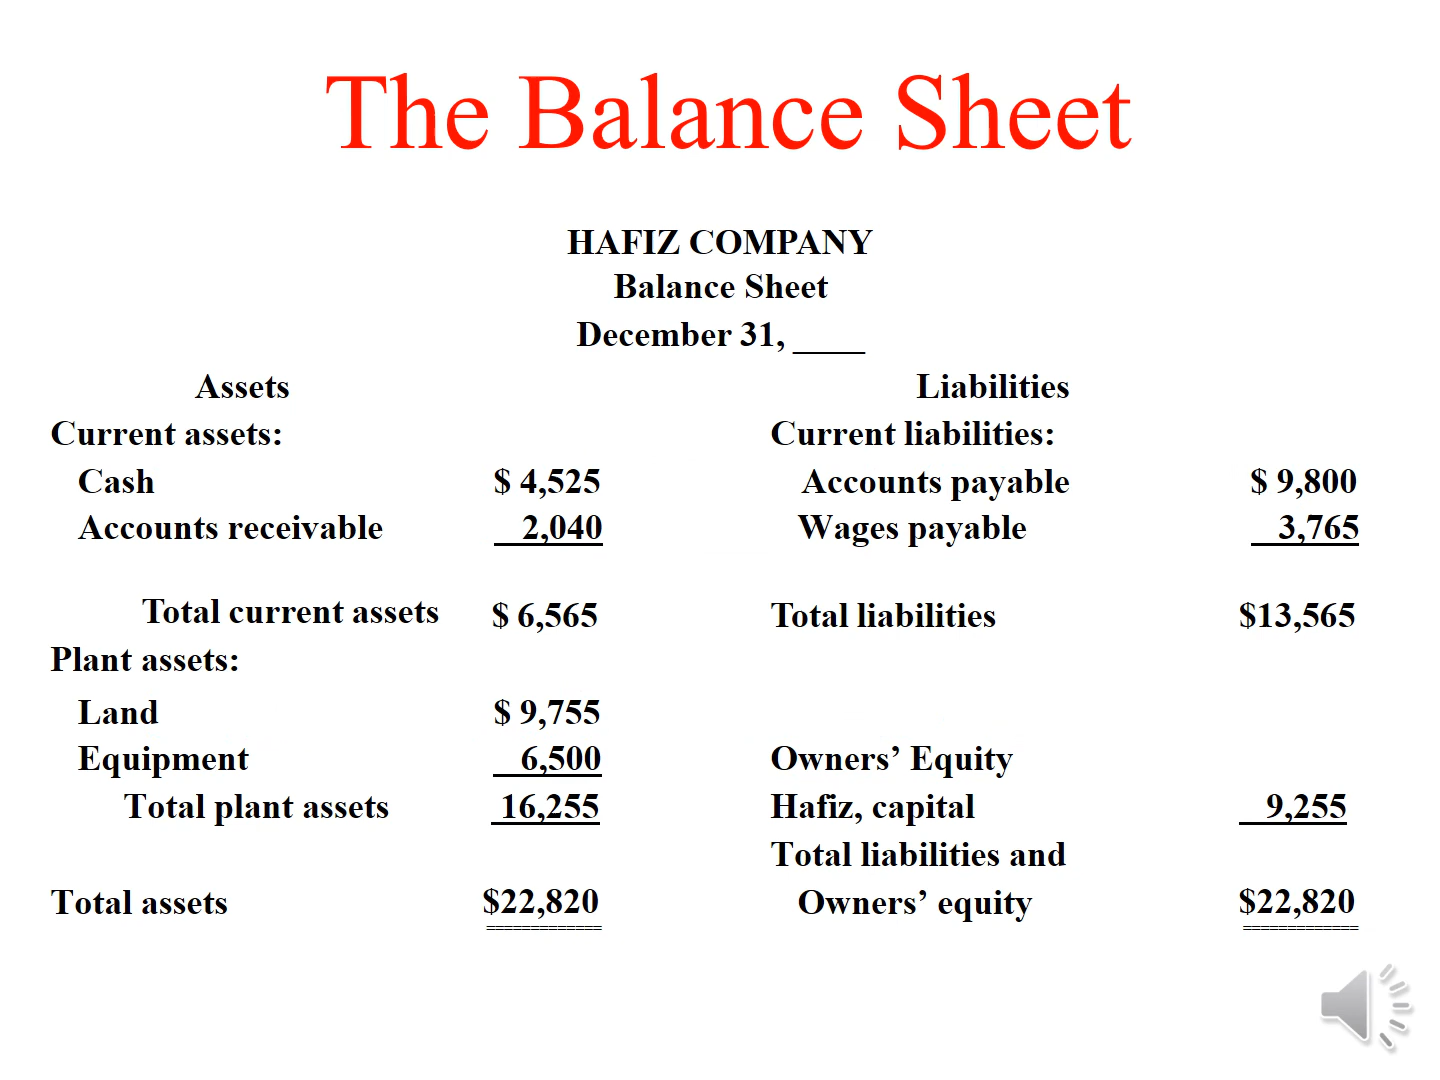 The Balance Sheet
HAFIZ COMPANY
Balance Sheet
December 31, ____
Assets Liabilities
Current assets: Current liabilities:
Cash $ 4,525 Accounts payable $ 9,800
Accounts receivable 2,040 Wages payable 3,765
Total current assets $ 6,565 Total liabilities $13,565
Plant assets:
Land $ 9,755
Equipment 6,500 Owners’ Equity
Total plant assets 16,255 Hafiz, capital 9,255
Total liabilities and
Total assets $22,820 Owners’ equity $22,820
============= =============